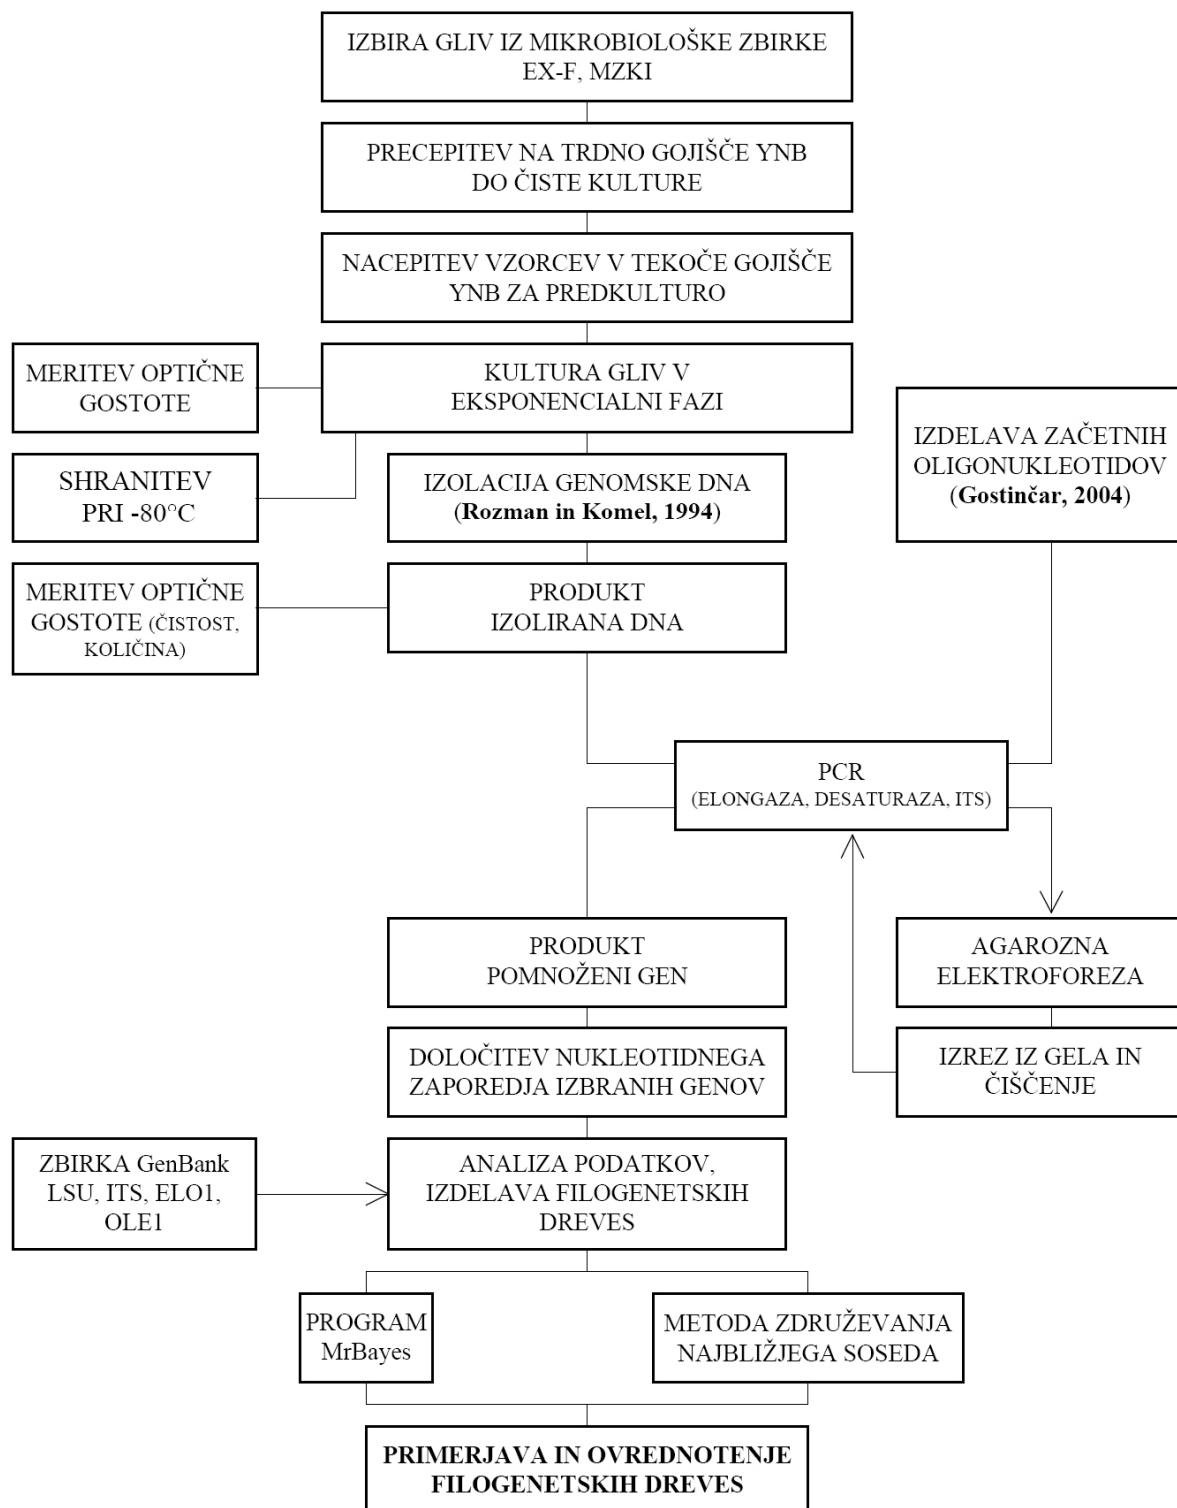 IZBIRA GLIV IZ MIKROBIOLOŠKE ZBIRKE
EX-F, MZKI
PRECEPITEV NA TRDNO GOJIŠČE YNB
DO ČISTE KULTURE
NACEPITEV VZORCEV V TEKOČE GOJIŠČE
YNB ZA PREDKULTURO
MERITEV OPTIČNE
GOSTOTE
KULTURA GLIV V
EKSPONENCIALNI FAZI
IZDELAVA ZAČETNIH
OLIGONUKLEOTIDOV
(Gostinčar, 2004)
SHRANITEV
PRI -80°C
IZOLACIJA GENOMSKE DNA
(Rozman in Komel, 1994)
MERITEV OPTIČNE
GOSTOTE (ČISTOST,
KOLIČINA)
PRODUKT
IZOLIRANA DNA
PCR
(ELONGAZA, DESATURAZA, ITS)
PRODUKT
POMNOŽENI GEN
AGAROZNA
ELEKTROFOREZA
DOLOČITEV NUKLEOTIDNEGA
ZAPOREDJA IZBRANIH GENOV
IZREZ IZ GELA IN
ČIŠČENJE
ZBIRKA GenBank
LSU, ITS, ELO1,
OLE1
ANALIZA PODATKOV,
IZDELAVA FILOGENETSKIH
DREVES
PROGRAM
MrBayes
METODA ZDRUŽEVANJA
NAJBLIŽJEGA SOSEDA
PRIMERJAVA IN OVREDNOTENJE
FILOGENETSKIH DREVES